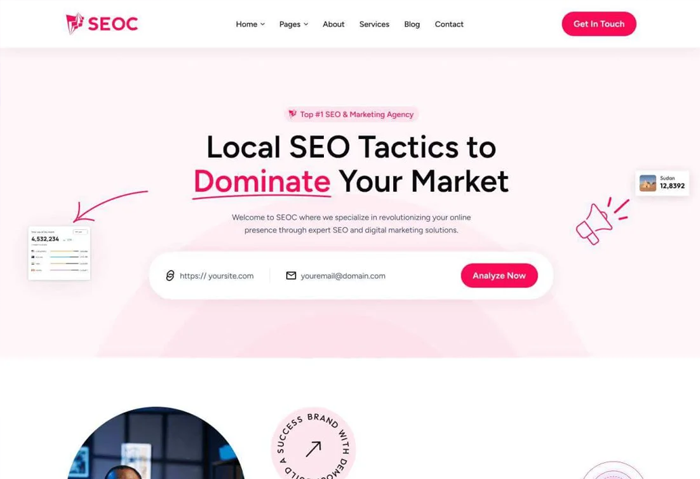 SEOC
Home
Pages
About
Services
Blog
Contact
Get In Touch
Top #1 SEO & Marketing Agency
Local SEO Tactics to
Dominate Your Market
Welcome to SEOC where we specialize in revolutionizing your online
presence through expert SEO and digital marketing solutions.
https:// yoursite.com
youremail@domain.com
Analyze Now
4,532,234
Sudan
12,8392
A SUCCESS BRAND WITH